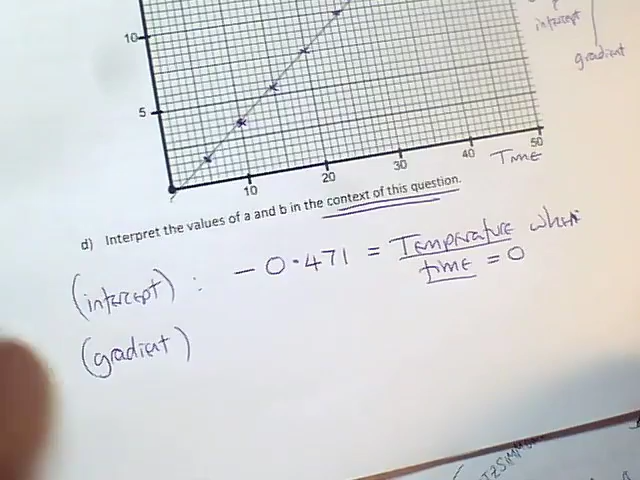 intercept
gradient
10
5
10
20
30
40
50
Time
d) Interpret the values of a and b in the context of this question.
(intercept) : - 0.471 = Temperature when
time = 0
(gradient)